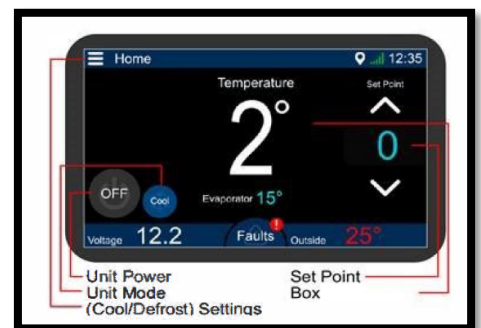 Home 12:35
Temperature Set Point
2°
0
OFF Cool Evaporator 15°
Voltage 12.2 Faults ! Outside 25°
Unit Power Set Point
Unit Mode Box
(Cool/Defrost) Settings